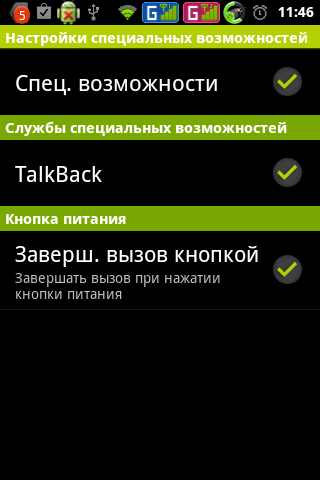 5 G G 11:46
Настройки специальных возможностей
Спец. возможности
Службы специальных возможностей
TalkBack
Кнопка питания
Заверш. вызов кнопкой
Завершать вызов при нажатии
кнопки питания